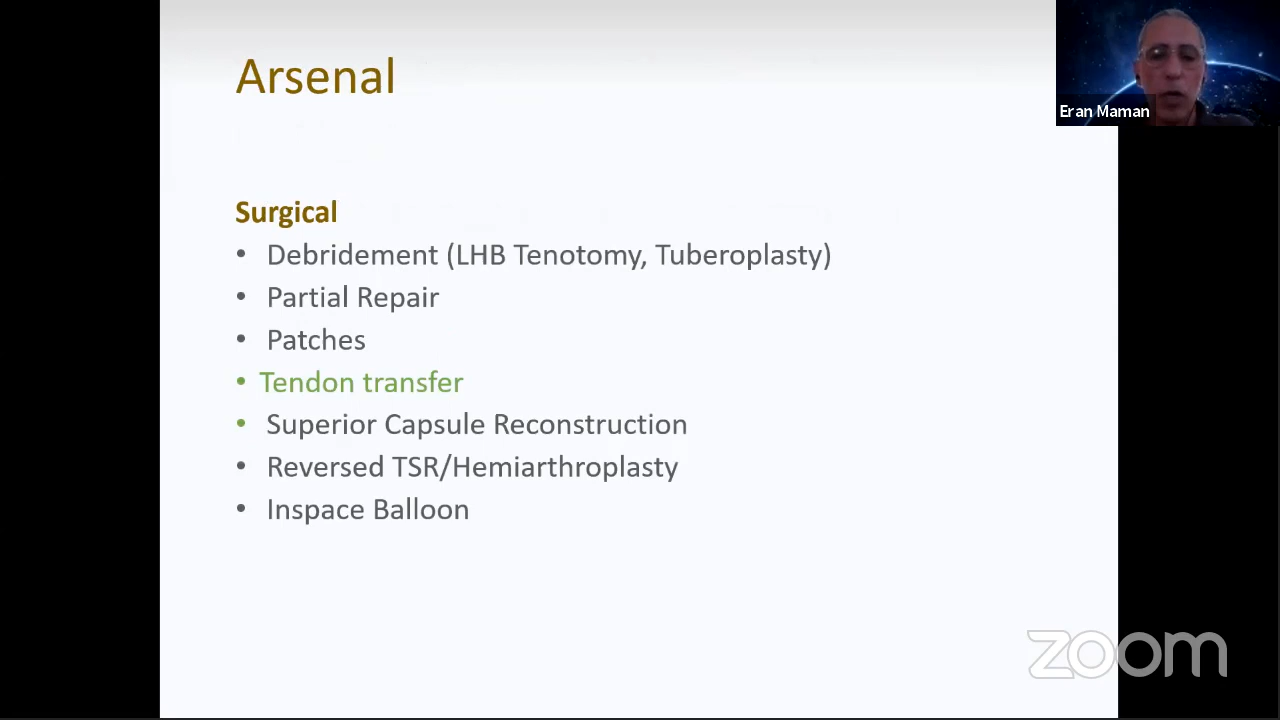 Arsenal
Eran Maman
Surgical
• Debridement (LHB Tenotomy, Tuberoplasty)
• Partial Repair
• Patches
• Tendon transfer
• Superior Capsule Reconstruction
• Reversed TSR/Hemiarthroplasty
• Inspace Balloon
zoom